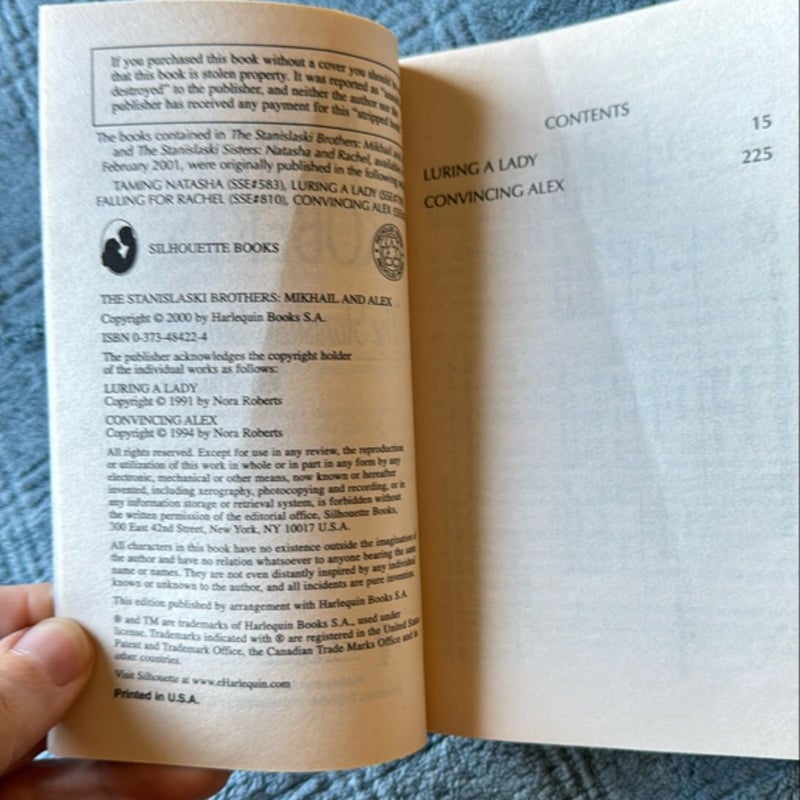 If you purchased this book without a cover you should
that this book is stolen property. It was reported as
destroyed" to the publisher, and neither the author nor the
publisher has received any payment for this "stripped
The books contained in The Stanislaski Brothers: Mikhail and
and The Stanislaski Sisters: Natasha and Rachel,
February 2001, were originally published in the following
TAMING NATASHA (SSE#583), LURING A LADY
FALLING FOR RACHEL (SSE#810), CONVINCING ALEX
SILHOUETTE BOOKS
THE STANISLASKI BROTHERS: MIKHAIL AND ALEX
Copyright © 2000 by Harlequin Books S.A.
ISBN 0-373-48422-4
The publisher acknowledges the copyright holder
of the individual works as follows:
LURING A LADY
Copyright © 1991 by Nora Roberts
CONVINCING ALEX
Copyright © 1994 by Nora Roberts
All rights reserved. Except for use in any review, the reproduction
or utilization of this work in whole or in part in any form by any
electronic, mechanical or other means, now known or hereafter
invented, including xerography, photocopying and recording, or in
any information storage or retrieval system, is forbidden without
the written permission of the editorial office, Silhouette Books,
300 East 42nd Street, New York, NY 10017 U.S.A.
All characters in this book have no existence outside the imagination of
the author and have no relation whatsoever to anyone bearing the same
name or names. They are not even distantly inspired by any individual
known or unknown to the author, and all incidents are pure invention.
This edition published by arrangement with Harlequin Books S.A.
® and TM are trademarks of Harlequin Books S.A., used under
license. Trademarks indicated with ® are registered in the United States
Patent and Trademark Office, the Canadian Trade Marks Office and in
other countries.
Visit Silhouette at www.eHarlequin.com
Printed in U.S.A.
CONTENTS
LURING A LADY 15
CONVINCING ALEX 225